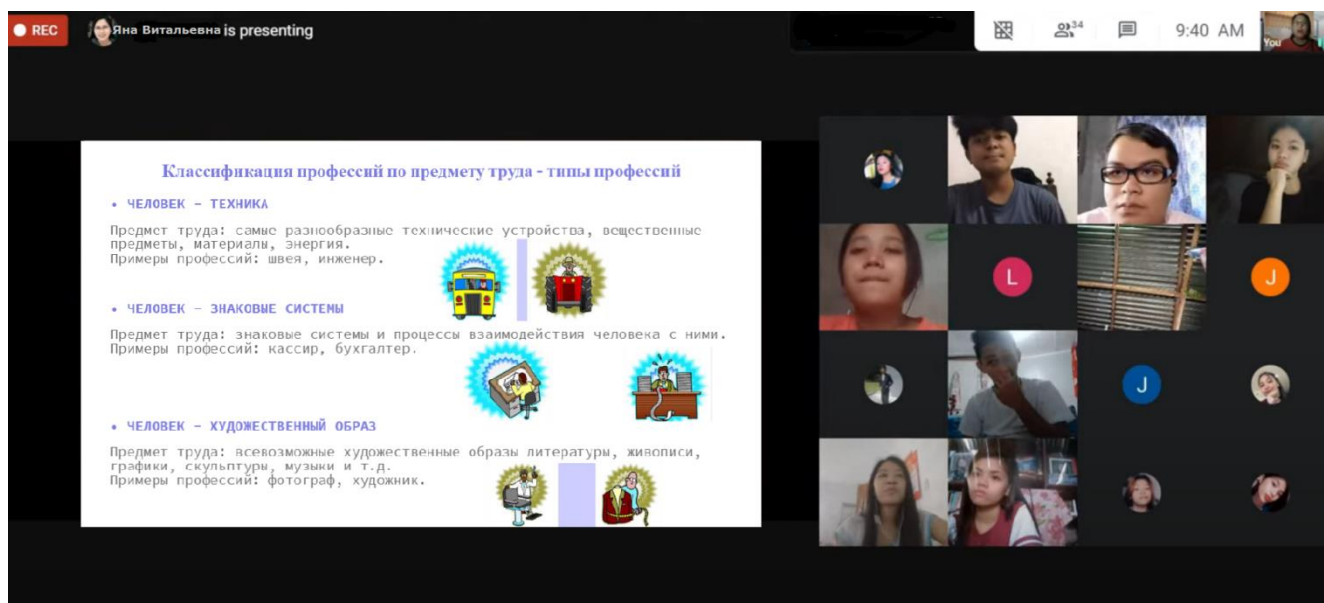 REC
Яна Витальевна is presenting
34
9:40 AM
You
Классификация профессий по предмету труда - типы профессий
• ЧЕЛОВЕК – ТЕХНИКА
Предмет труда: самые разнообразные технические устройства, вещественные
предметы, материалы, энергия.
Примеры профессий: швея, инженер.
• ЧЕЛОВЕК – ЗНАКОВЫЕ СИСТЕМЫ
Предмет труда: знаковые системы и процессы взаимодействия человека с ними.
Примеры профессий: кассир, бухгалтер.
• ЧЕЛОВЕК – ХУДОЖЕСТВЕННЫЙ ОБРАЗ
Предмет труда: всевозможные художественные образы литературы, живописи,
графики, скульптуры, музыки и т.д.
Примеры профессий: фотограф, художник.
L
J
J